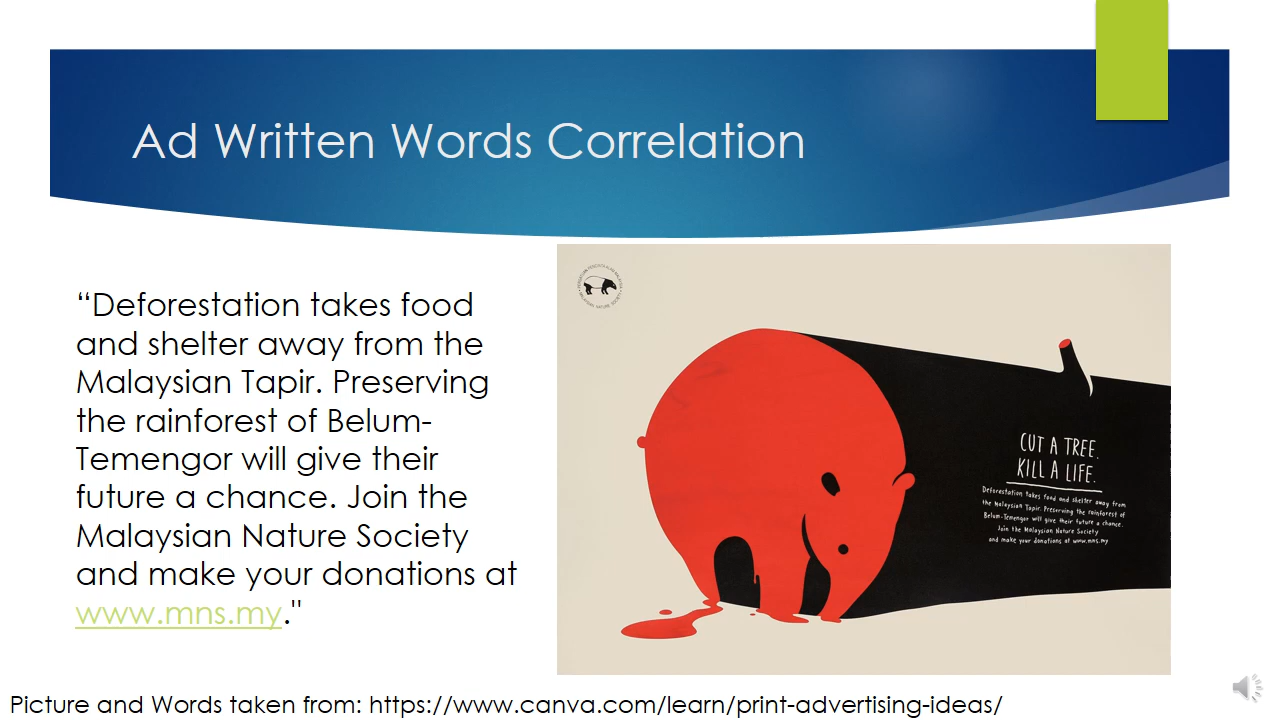 Ad Written Words Correlation
“Deforestation takes food
and shelter away from the
Malaysian Tapir. Preserving
the rainforest of Belum-
Temengor will give their
future a chance. Join the
Malaysian Nature Society
and make your donations at
www.mns.my."
CUT A TREE.
KILL A LIFE.
Deforestation takes food and shelter away from
the Malaysian Tapir. Preserving the rainforest of
Belum-Temengor will give their future a chance.
Join the Malaysian Nature Society
and make your donations at www.mns.my
Picture and Words taken from: https://www.canva.com/learn/print-advertising-ideas/